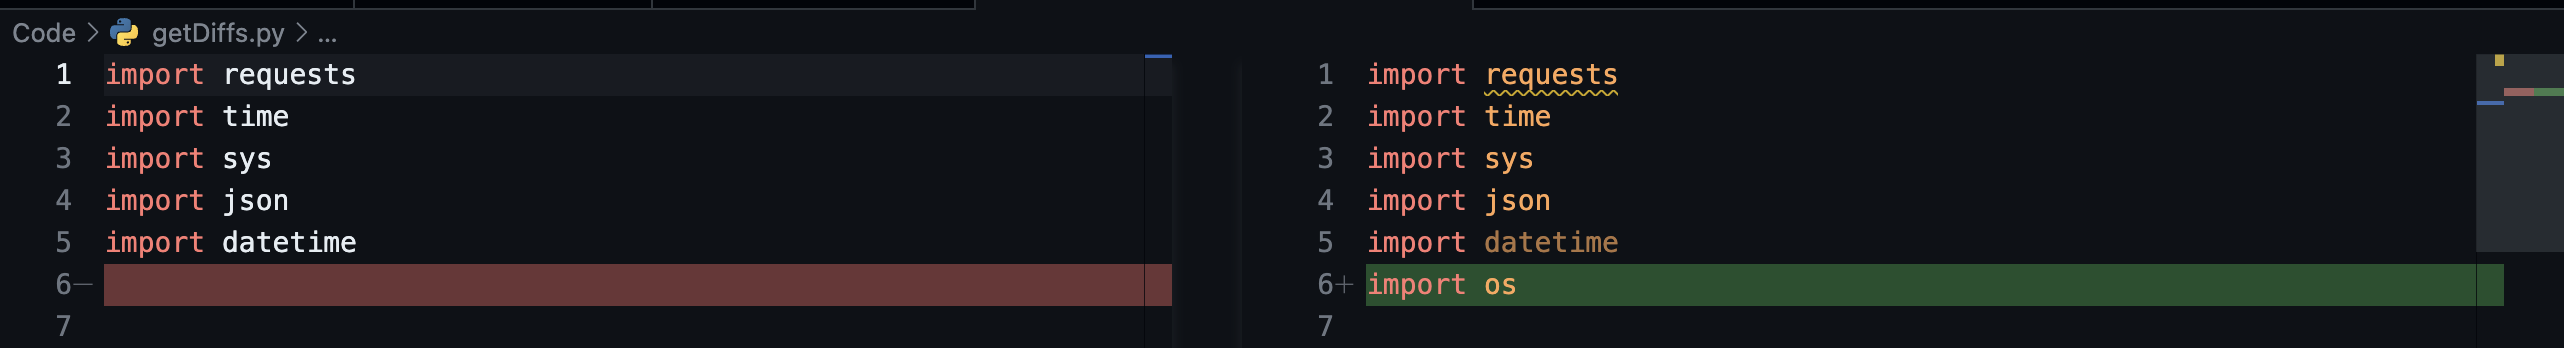 Code > getDiffs.py > ...
1 import requests
2 import time
3 import sys
4 import json
5 import datetime
6−
7
1 import requests
2 import time
3 import sys
4 import json
5 import datetime
6+ import os
7